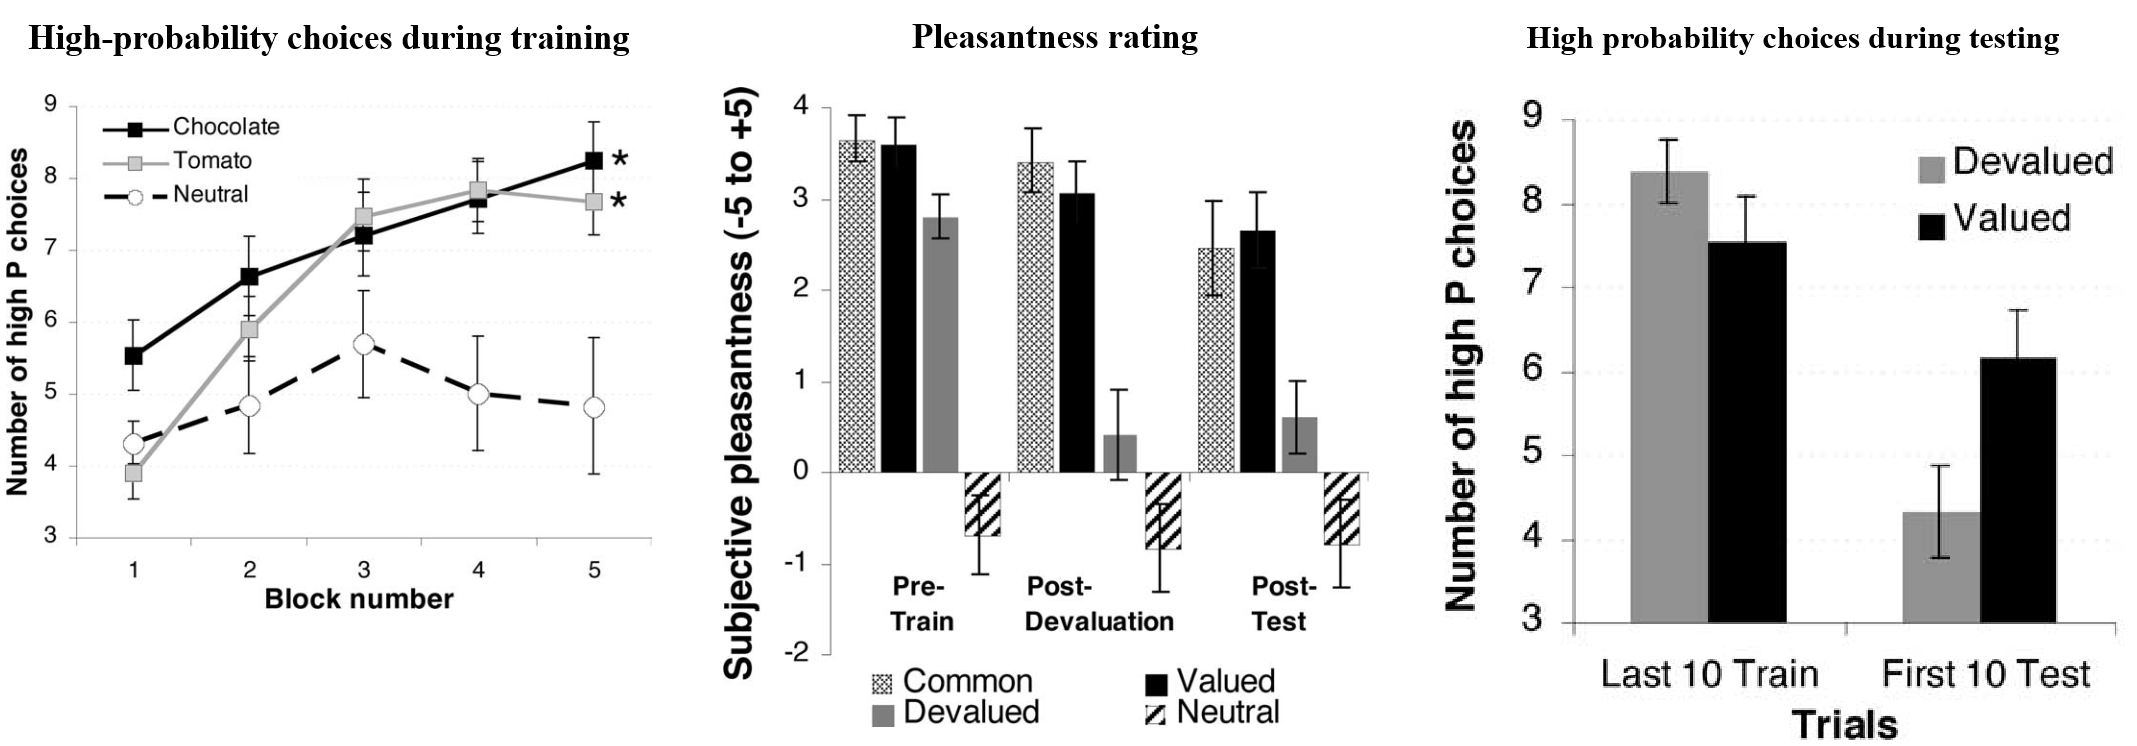 High-probability choices during training
Number of high P choices
9
8
7
6
5
4
3
Chocolate
Tomato
Neutral
*
*
1 2 3 4 5
Block number
Pleasantness rating
Subjective pleasantness (-5 to +5)
4
3
2
1
0
-1
-2
Pre-
Train
Post-
Devaluation
Post-
Test
Common
Valued
Devalued
Neutral
High probability choices during testing
Number of high P choices
9
8
7
6
5
4
3
Devalued
Valued
Last 10 Train
First 10 Test
Trials